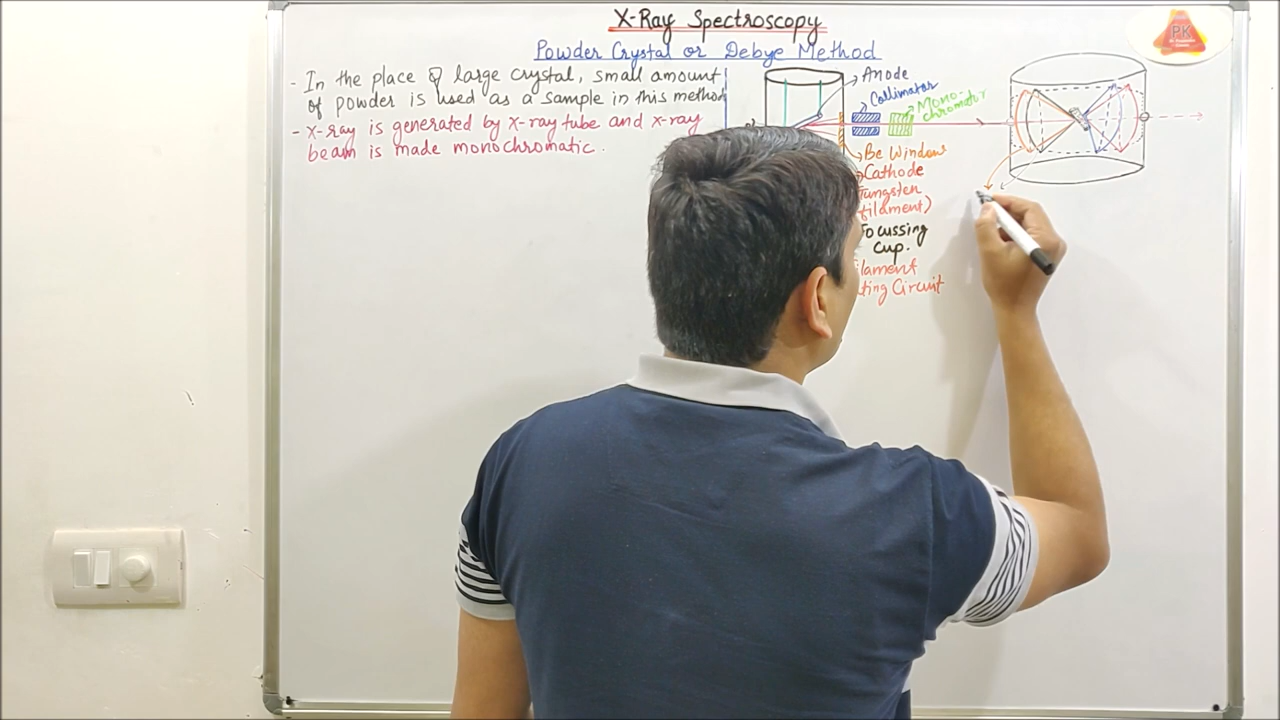 X-Ray Spectroscopy
Powder Crystal or Debye Method
- In the place of large crystal, small amount
of powder is used as a sample in this method
- X-ray is generated by X-ray tube and x-ray
beam is made monochromatic.
Anode
Collimator
Mono-
chromator
Be Window
Cathode
Tungsten
filament)
Focussing
cup.
ilament
ting Circuit
PK